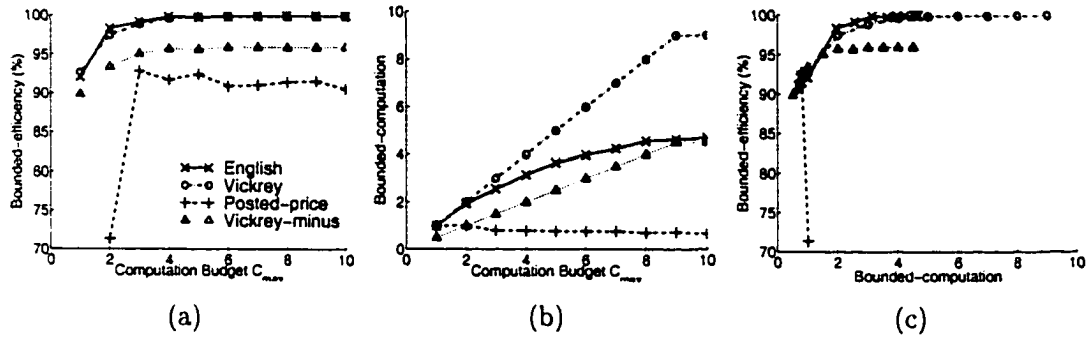 100
95
90
85
80
75
70
Bounded-efficiency (%)
English
Vickrey
Posted-price
Vickrey-minus
2 4 6 8 10
Computation Budget C
(a)
10
8
6
4
2
0
Bounded-computation
0 2 4 6 8 10
Computation Budget C
(b)
100
95
90
85
80
75
70
Bounded-efficiency (%)
0 2 4 6 8 10
Bounded-computation
(c)